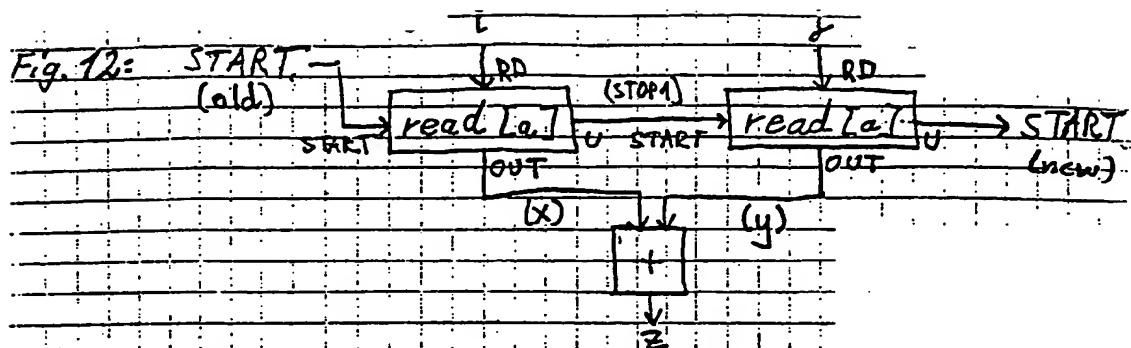 i j
Fig. 12: START RD RD
(old) (STOP1)
read [a] read [a] START
START U START U (new)
OUT OUT
(x) (y)
+
Z